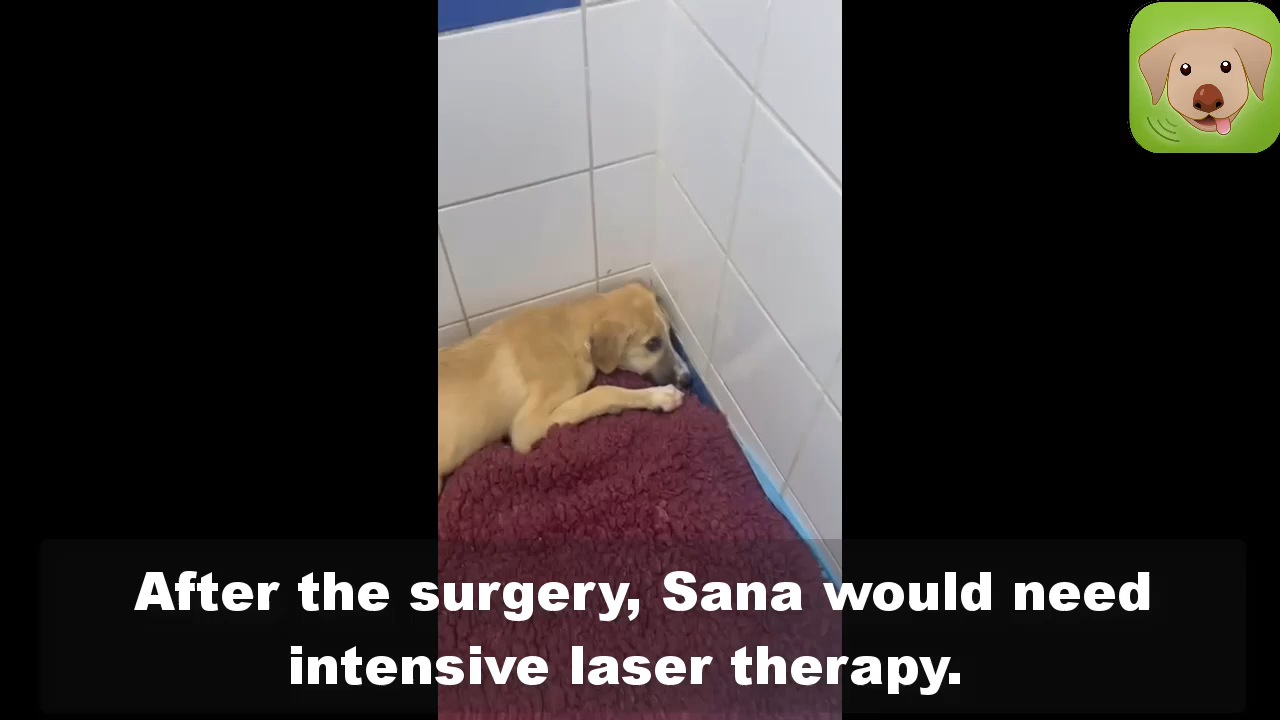 After the surgery, Sana would need
intensive laser therapy.